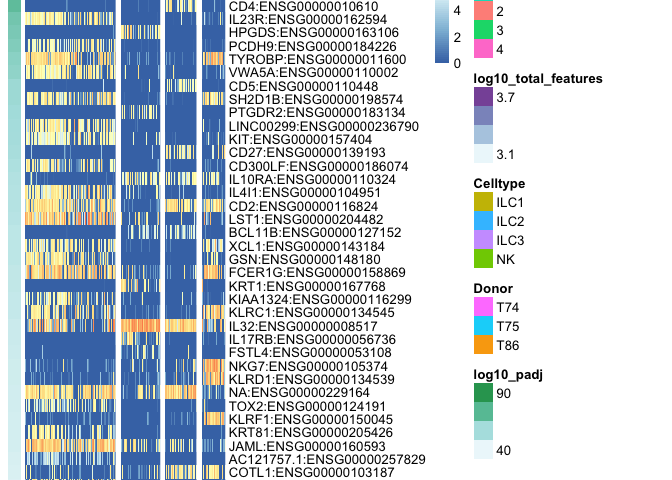 CD4:ENSG00000010610
IL23R:ENSG00000162594
HPGDS:ENSG00000163106
PCDH9:ENSG00000184226
TYROBP:ENSG00000011600
VWA5A:ENSG00000110002
CD5:ENSG00000110448
SH2D1B:ENSG00000198574
PTGDR2:ENSG00000183134
LINC00299:ENSG00000236790
KIT:ENSG00000157404
CD27:ENSG00000139193
CD300LF:ENSG00000186074
IL10RA:ENSG00000110324
IL4I1:ENSG00000104951
CD2:ENSG00000116824
LST1:ENSG00000204482
BCL11B:ENSG00000127152
XCL1:ENSG00000143184
GSN:ENSG00000148180
FCER1G:ENSG00000158869
KRT1:ENSG00000167768
KIAA1324:ENSG00000116299
KLRC1:ENSG00000134545
IL32:ENSG00000008517
IL17RB:ENSG00000056736
FSTL4:ENSG00000053108
NKG7:ENSG00000105374
KLRD1:ENSG00000134539
NA:ENSG00000229164
TOX2:ENSG00000124191
KLRF1:ENSG00000150045
KRT81:ENSG00000205426
JAML:ENSG00000160593
AC121757.1:ENSG00000257829
COTL1:ENSG00000103187
4
2
0
2
3
4
log10_total_features
3.7
3.1
Celltype
ILC1
ILC2
ILC3
NK
Donor
T74
T75
T86
log10_padj
90
40